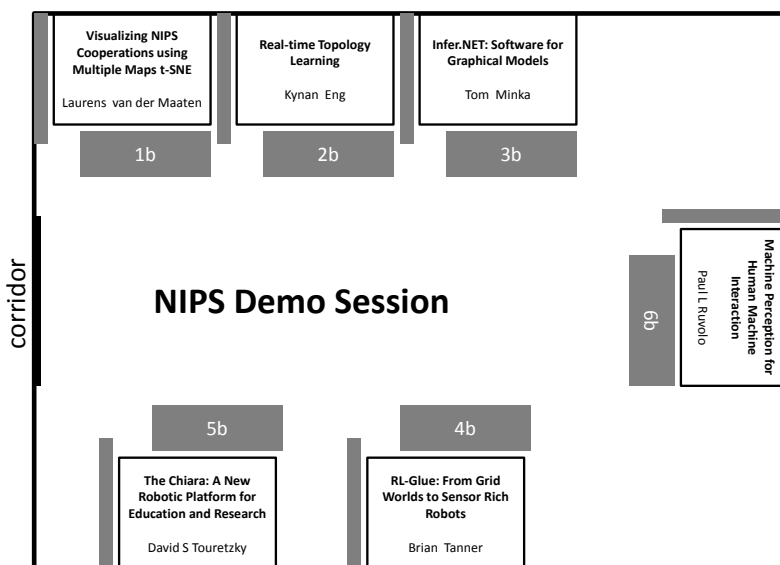 Visualizing NIPS
Cooperations using
Multiple Maps t-SNE
Laurens van der Maaten
1b
Real-time Topology
Learning
Kynan Eng
2b
Infer.NET: Software for
Graphical Models
Tom Minka
3b
corridor
NIPS Demo Session
6b
Machine Perception for
Human Machine
Interaction
Paul L Ruvolo
5b
The Chiara: A New
Robotic Platform for
Education and Research
David S Touretzky
4b
RL-Glue: From Grid
Worlds to Sensor Rich
Robots
Brian Tanner